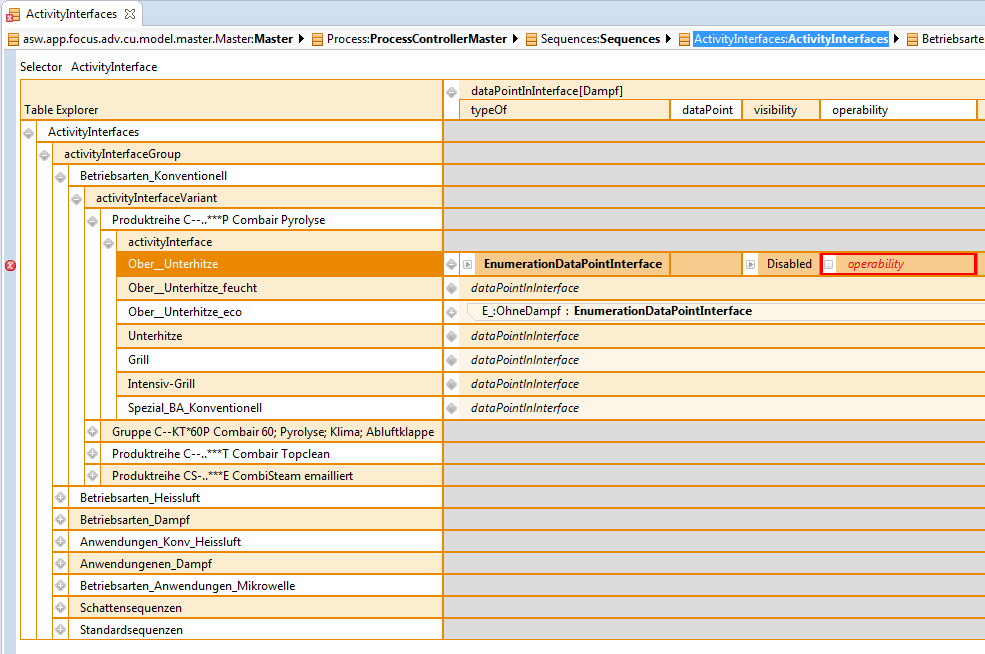 ActivityInterfaces
asw.app.focus.adv.cu.model.master.Master:Master Process:ProcessControllerMaster Sequences:Sequences ActivityInterfaces:ActivityInterfaces Betriebsarte
Selector ActivityInterface
dataPointInInterface[Dampf]
Table Explorer typeOf dataPoint visibility operability
ActivityInterfaces
activityInterfaceGroup
Betriebsarten_Konventionell
activityInterfaceVariant
Produktreihe C--..***P Combair Pyrolyse
activityInterface
Ober__Unterhitze EnumerationDataPointInterface Disabled operability
Ober__Unterhitze_feucht dataPointInInterface
Ober__Unterhitze_eco E_:OhneDampf : EnumerationDataPointInterface
Unterhitze dataPointInInterface
Grill dataPointInInterface
Intensiv-Grill dataPointInInterface
Spezial_BA_Konventionell dataPointInInterface
Gruppe C--KT*60P Combair 60; Pyrolyse; Klima; Abluftklappe
Produktreihe C--..***T Combair Topclean
Produktreihe CS-..***E CombiSteam emailliert
Betriebsarten_Heissluft
Betriebsarten_Dampf
Anwendungen_Konv_Heissluft
Anwendungenen_Dampf
Betriebsarten_Anwendungen_Mikrowelle
Schattensequenzen
Standardsequenzen